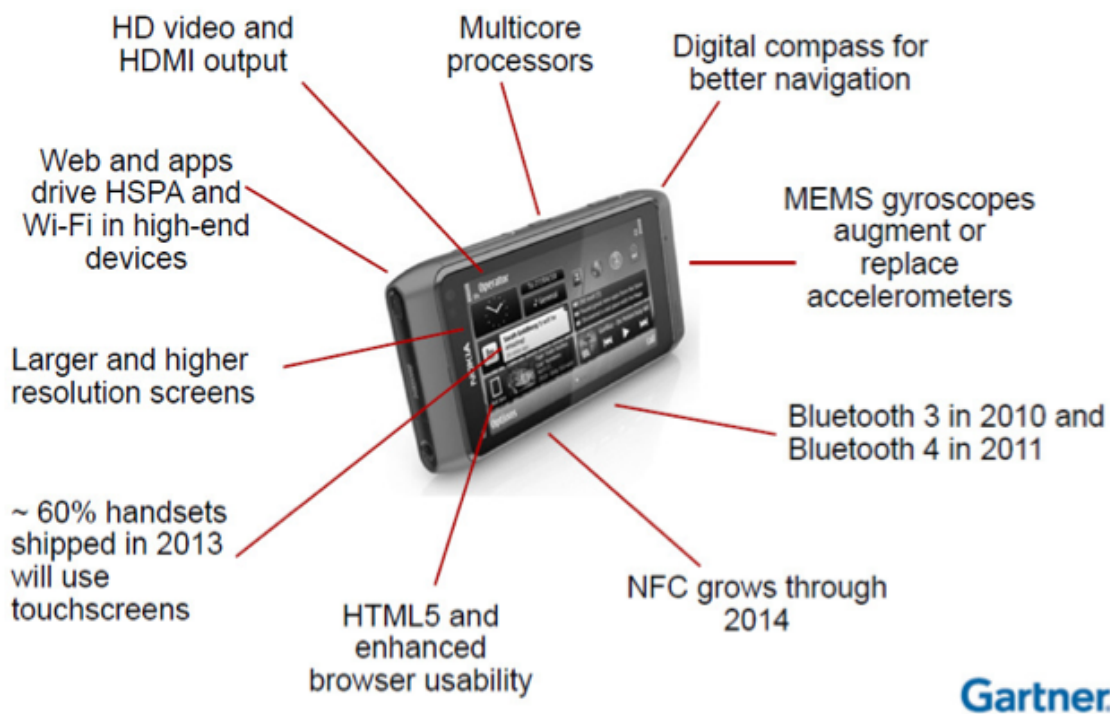 HD video and
HDMI output
Multicore
processors
Digital compass for
better navigation
Web and apps
drive HSPA and
Wi-Fi in high-end
devices
MEMS gyroscopes
augment or
replace
accelerometers
Larger and higher
resolution screens
Bluetooth 3 in 2010 and
Bluetooth 4 in 2011
~ 60% handsets
shipped in 2013
will use
touchscreens
NFC grows through
2014
HTML5 and
enhanced
browser usability
NOKIA
Operator
Options
Gartner